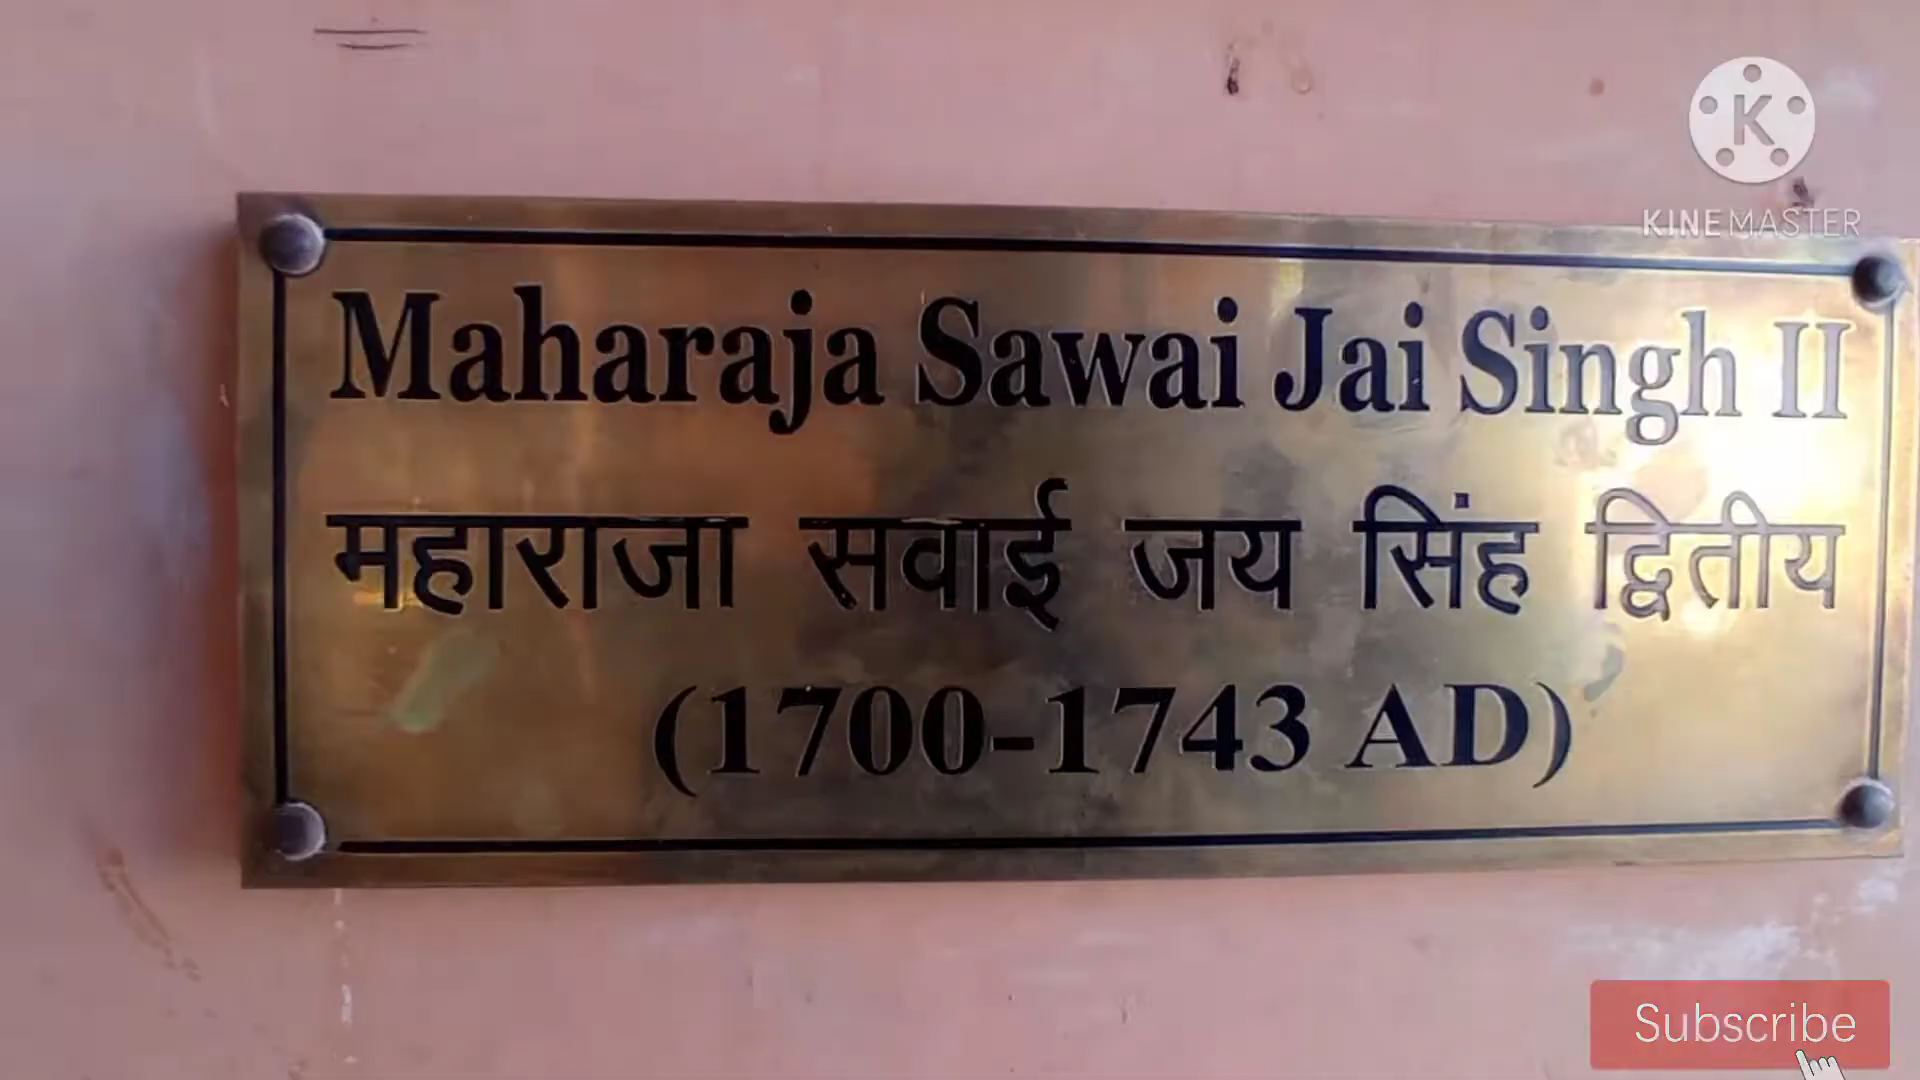 K
KINEMASTER
Maharaja Sawai Jai Singh II
महाराजा सवाई जय सिंह द्वितीय
(1700-1743 AD)
Subscribe